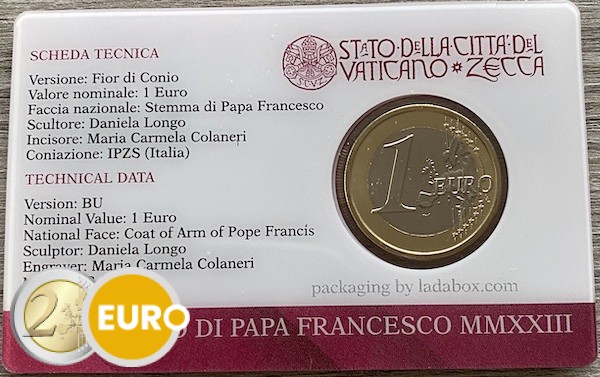 SCHEDA TECNICA
Versione: Fior di Conio
Valore nominale: 1 Euro
Faccia nazionale: Stemma di Papa Francesco
Scultore: Daniela Longo
Incisore: Maria Carmela Colaneri
Coniazione: IPZS (Italia)
TECHNICAL DATA
Version: BU
Nominal Value: 1 Euro
National Face: Coat of Arm of Pope Francis
Sculptor: Daniela Longo
Engraver: Maria Carmela Colaneri
STATO·DELLA·CITTÀ·DEL
VATICANO * ZECCA
1 EURO
packaging by ladabox.com
DI PAPA FRANCESCO MMXXIII
2
EURO